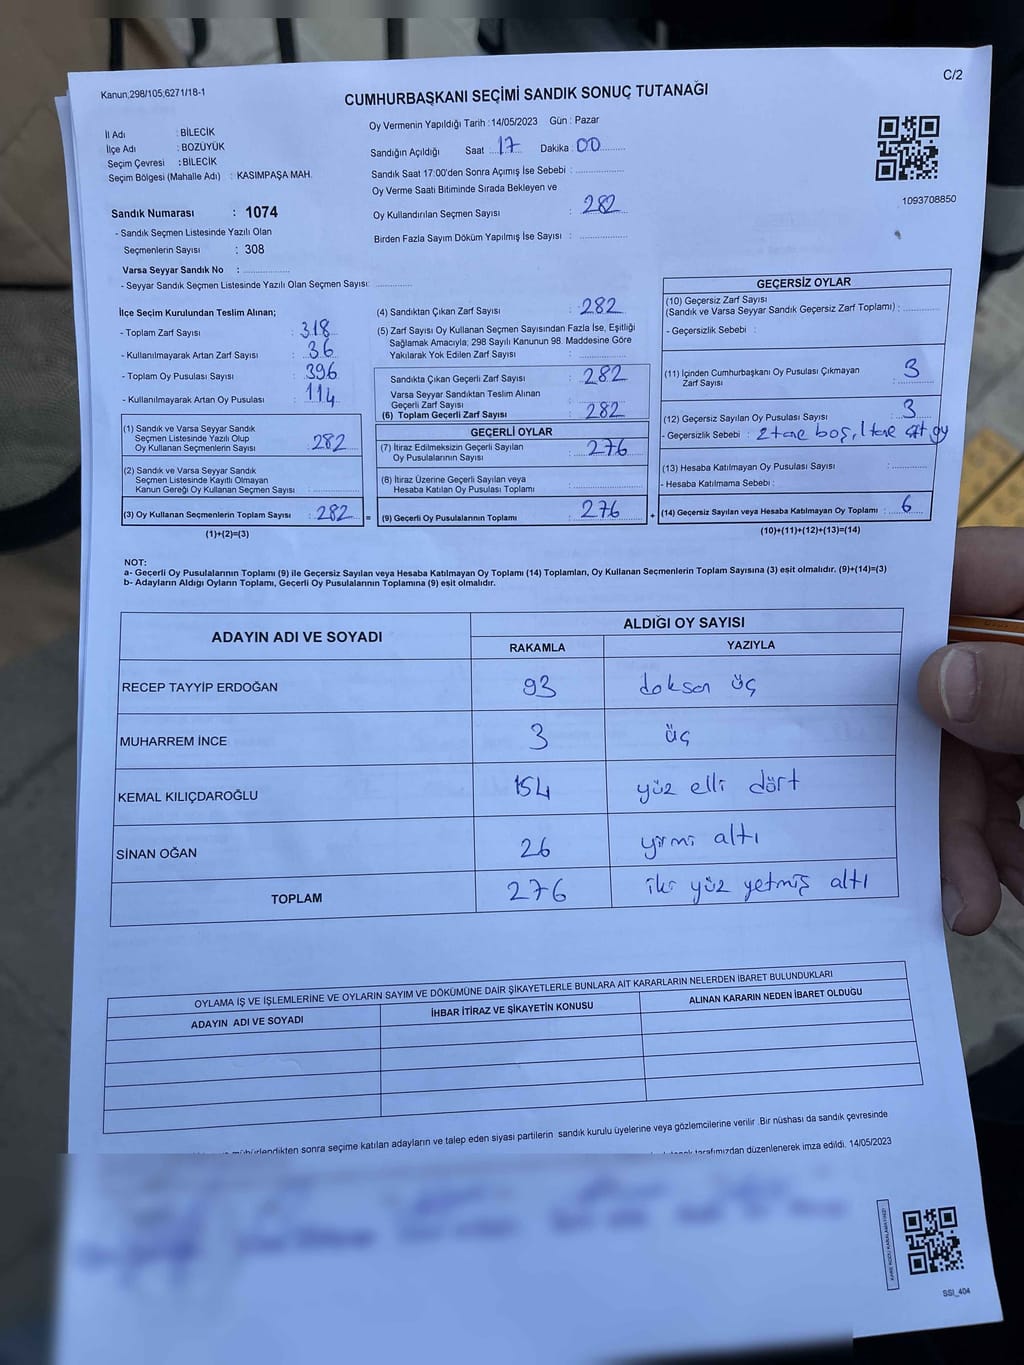 Kanun;298/105;6271/18-1
C/2
CUMHURBAŞKANI SEÇİMİ SANDIK SONUÇ TUTANAĞI
İl Adı : BİLECİK
İlçe Adı : BOZÜYÜK
Seçim Çevresi : BİLECİK
Seçim Bölgesi (Mahalle Adı) : KASIMPAŞA MAH.
Oy Vermenin Yapıldığı Tarih : 14/05/2023 Gün : Pazar
Sandığın Açıldığı Saat 17 Dakika 00
Sandık Saat 17:00'den Sonra Açımış İse Sebebi :
Oy Verme Saati Bitiminde Sırada Bekleyen ve
Oy Kullandırılan Seçmen Sayısı : 282
Birden Fazla Sayım Döküm Yapılmış İse Sayısı :
1093708850
Sandık Numarası : 1074
- Sandık Seçmen Listesinde Yazılı Olan
Seçmenlerin Sayısı : 308
Varsa Seyyar Sandık No :
- Seyyar Sandık Seçmen Listesinde Yazılı Olan Seçmen Sayısı:
İlçe Seçim Kurulundan Teslim Alınan;
- Toplam Zarf Sayısı : 318
- Kullanılmayarak Artan Zarf Sayısı : 36
- Toplam Oy Pusulası Sayısı : 396
- Kullanılmayarak Artan Oy Pusulası : 114
(1) Sandık ve Varsa Seyyar Sandık
Seçmen Listesinde Yazılı Olup
Oy Kullanan Seçmenlerin Sayısı : 282
(2) Sandık ve Varsa Seyyar Sandık
Seçmen Listesinde Kayıtlı Olmayan
Kanun Gereği Oy Kullanan Seçmen Sayısı :
(3) Oy Kullanan Seçmenlerin Toplam Sayısı : 282 =
(1)+(2)=(3)
(4) Sandıktan Çıkan Zarf Sayısı : 282
(5) Zarf Sayısı Oy Kullanan Seçmen Sayısından Fazla İse, Eşitliği
Sağlamak Amacıyla; 298 Sayılı Kanunun 98. Maddesine Göre
Yakılarak Yok Edilen Zarf Sayısı :
Sandıkta Çıkan Geçerli Zarf Sayısı : 282
Varsa Seyyar Sandıktan Teslim Alınan
Geçerli Zarf Sayısı :
(6) Toplam Geçerli Zarf Sayısı : 282
GEÇERLİ OYLAR
(7) İtiraz Edilmeksizin Geçerli Sayılan
Oy Pusulalarının Sayısı : 276
(8) İtiraz Üzerine Geçerli Sayılan veya
Hesaba Katılan Oy Pusulası Toplamı :
(9) Geçerli Oy Pusulalarının Toplamı : 276 +
GEÇERSİZ OYLAR
(10) Geçersiz Zarf Sayısı
(Sandık ve Varsa Seyyar Sandık Geçersiz Zarf Toplamı) :
- Geçersizlik Sebebi :
(11) İçinden Cumhurbaşkanı Oy Pusulası Çıkmayan
Zarf Sayısı : 3
(12) Geçersiz Sayılan Oy Pusulası Sayısı : 3
- Geçersizlik Sebebi : 2 tane boş, 1 tane çift oy
(13) Hesaba Katılmayan Oy Pusulası Sayısı :
- Hesaba Katılmama Sebebi :
(14) Geçersiz Sayılan veya Hesaba Katılmayan Oy Toplamı : 6
(10)+(11)+(12)+(13)=(14)
NOT:
a- Geçerli Oy Pusulalarının Toplamı (9) ile Geçersiz Sayılan veya Hesaba Katılmayan Oy Toplamı (14) Toplamları, Oy Kullanan Seçmenlerin Toplam Sayısına (3) eşit olmalıdır. (9)+(14)=(3)
b- Adayların Aldığı Oyların Toplamı, Geçerli Oy Pusulalarının Toplamına (9) eşit olmalıdır.
ADAYIN ADI VE SOYADI
ALDIĞI OY SAYISI
RAKAMLA YAZIYLA
RECEP TAYYİP ERDOĞAN 93 doksan üç
MUHARREM İNCE 3 üç
KEMAL KILIÇDAROĞLU 154 yüz elli dört
SİNAN OĞAN 26 yirmi altı
TOPLAM 276 iki yüz yetmiş altı
OYLAMA İŞ VE İŞLEMLERİNE VE OYLARIN SAYIM VE DÖKÜMÜNE DAİR ŞİKAYETLERLE BUNLARA AİT KARARLARIN NELERDEN İBARET BULUNDUKLARI
ADAYIN ADI VE SOYADI İHBAR İTİRAZ VE ŞİKAYETİN KONUSU ALINAN KARARIN NEDEN İBARET OLDUĞU
mühürlendikten sonra seçime katılan adayların ve talep eden siyasi partilerin sandık kurulu üyelerine veya gözlemcilerine verilir .Bir nüshası da sandık çevresinde
tarafımızdan düzenlenerek imza edildi. 14/05/2023
SSI_404